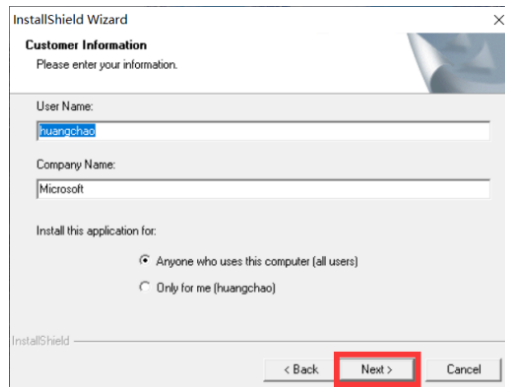 InstallShield Wizard
Customer Information
Please enter your information.
User Name:
huangchao
Company Name:
Microsoft
Install this application for:
Anyone who uses this computer (all users)
Only for me (huangchao)
InstallShield
< Back Next > Cancel